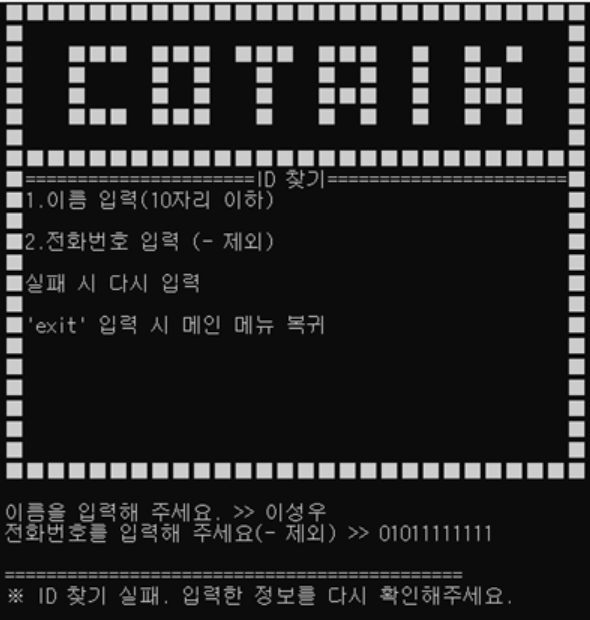 COTAIK
======================ID 찾기=======================
1.이름 입력(10자리 이하)
2.전화번호 입력 (- 제외)
실패 시 다시 입력
'exit' 입력 시 메인 메뉴 복귀
이름을 입력해 주세요. >> 이성우
전화번호를 입력해 주세요(- 제외) >> 01011111111
============================================
※ ID 찾기 실패. 입력한 정보를 다시 확인해주세요.